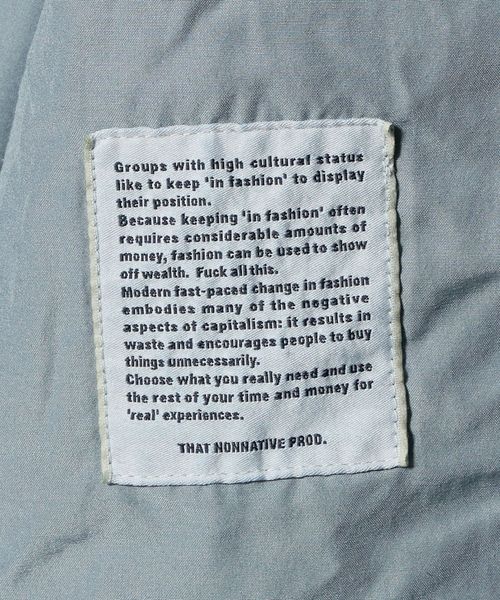 Groups with high cultural status
like to keep 'in fashion' to display
their position.
Because keeping 'in fashion' often
requires considerable amounts of
money, fashion can be used to show
off wealth. Fuck all this.
Modern fast-paced change in fashion
embodies many of the negative
aspects of capitalism: it results in
waste and encourages people to buy
things unnecessarily.
Choose what you really need and use
the rest of your time and money for
'real' experiences.
THAT NONNATIVE PROD.